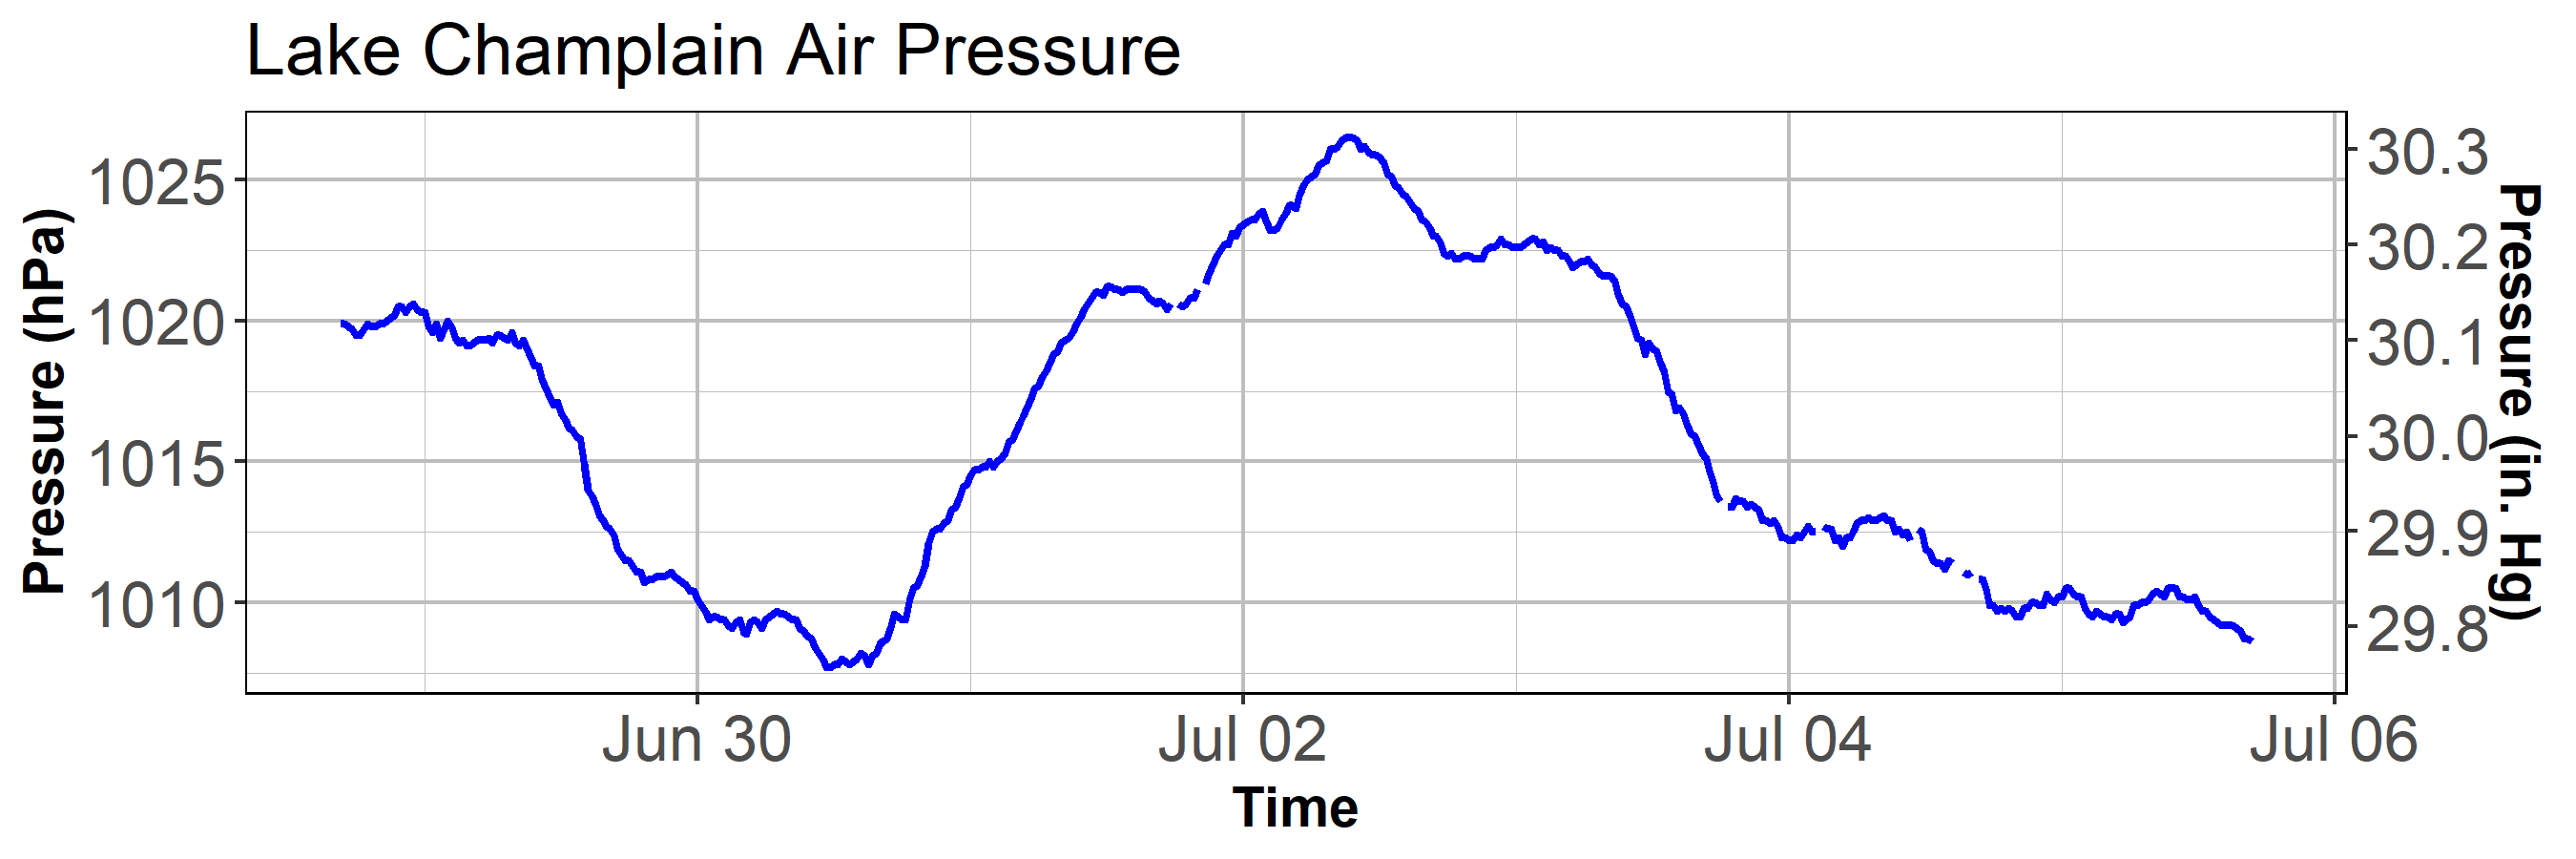 Lake Champlain Air Pressure
Pressure (hPa)
1025
1020
1015
1010
30.3
30.2
30.1
30.0
29.9
29.8
Pressure (in. Hg)
Jun 30
Jul 02
Jul 04
Jul 06
Time